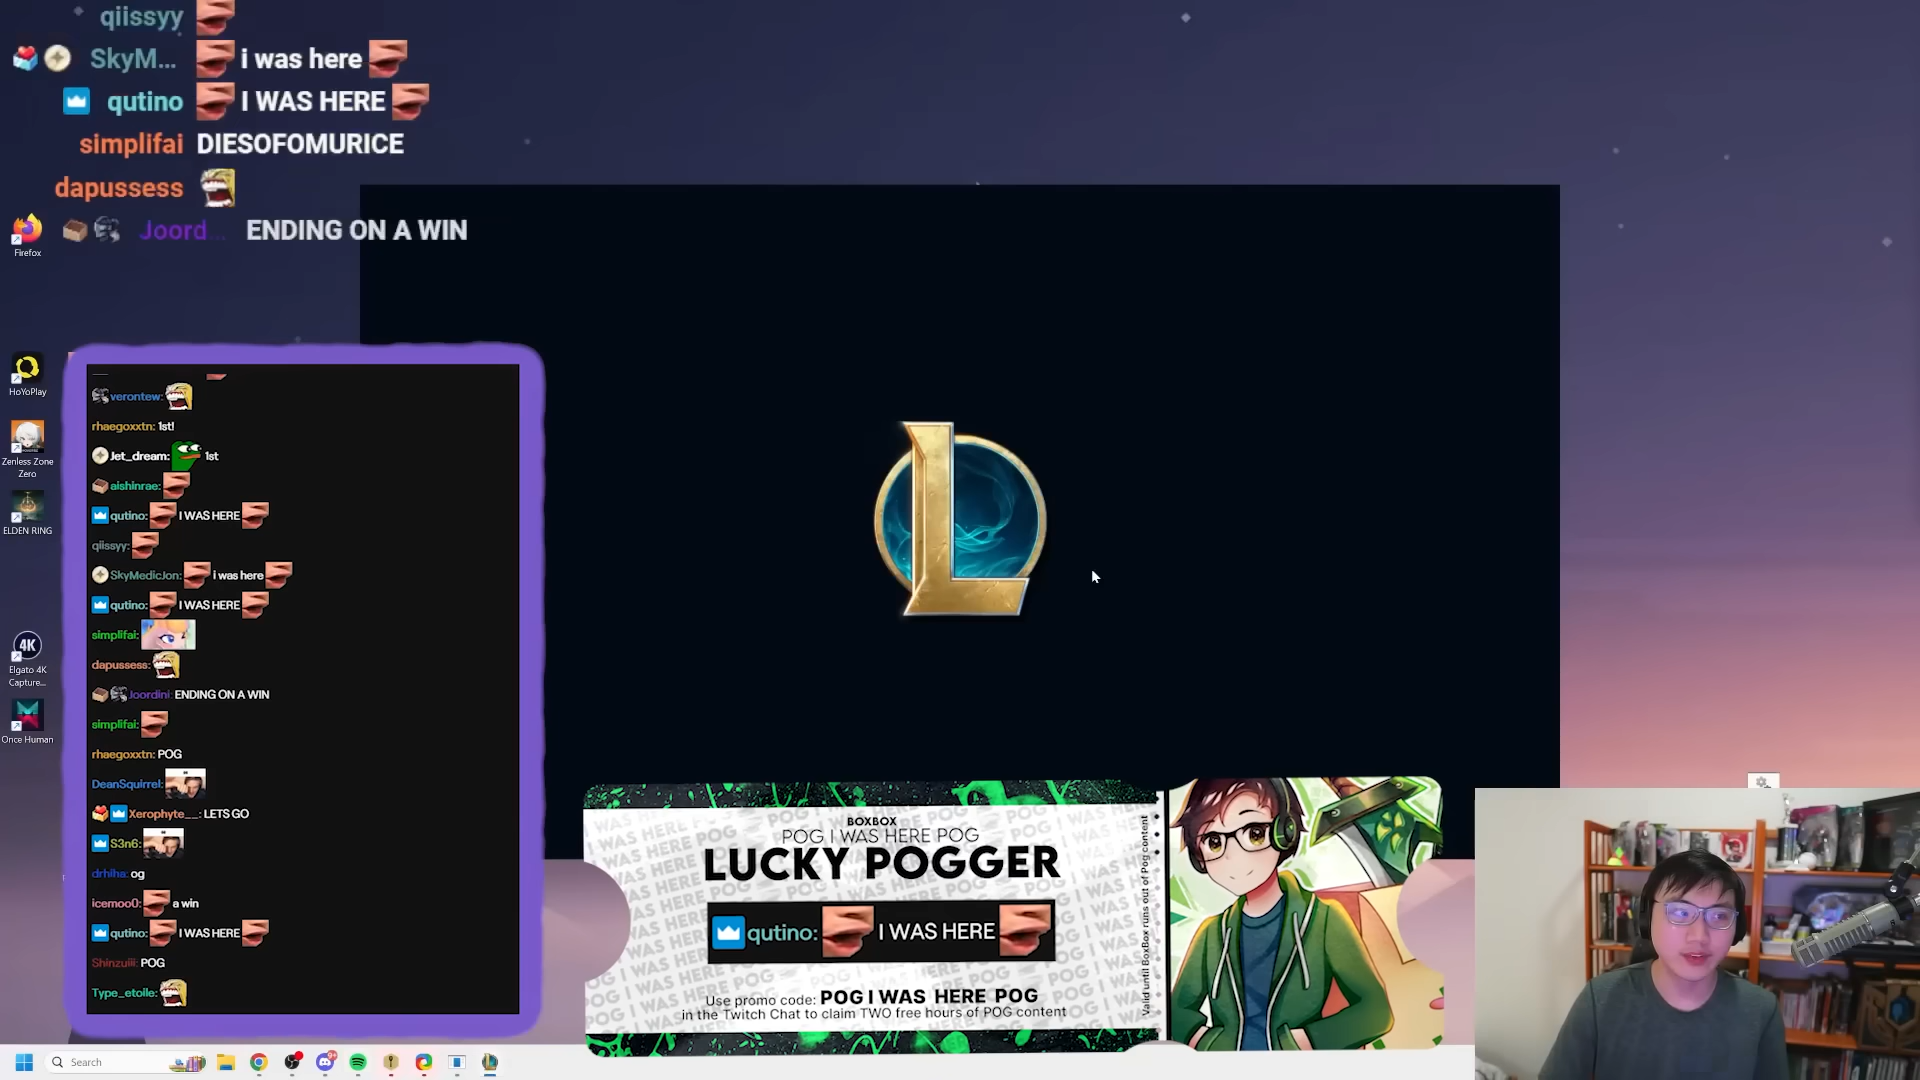 qiissyy
SkyM... i was here
qutino I WAS HERE
simplifai DIESOFOMURICE
dapussess
Joord... ENDING ON A WIN
Firefox
HoYoPlay
Zenless Zone
Zero
ELDEN RING
Elgato 4K
Capture...
Once Human
verontew:
rhaegoxxtn: 1st!
Jet_dream: 1st
aishinrae:
qutino: I WAS HERE
qiissyy:
SkyMedicJon: i was here
qutino: I WAS HERE
simplifai:
dapussess:
Joordini: ENDING ON A WIN
simplifai:
rhaegoxxtn: POG
DeanSquirrel:
Xerophyte__: LETS GO
S3n6:
drhiha: og
icemoo0: a win
qutino: I WAS HERE
Shinzuiii: POG
Type_etoile:
BOXBOX
POG I WAS HERE POG
LUCKY POGGER
qutino: I WAS HERE
Use promo code: POG I WAS HERE POG
in the Twitch Chat to claim TWO free hours of POG content
Valid until BoxBox runs out of Pog content
Search